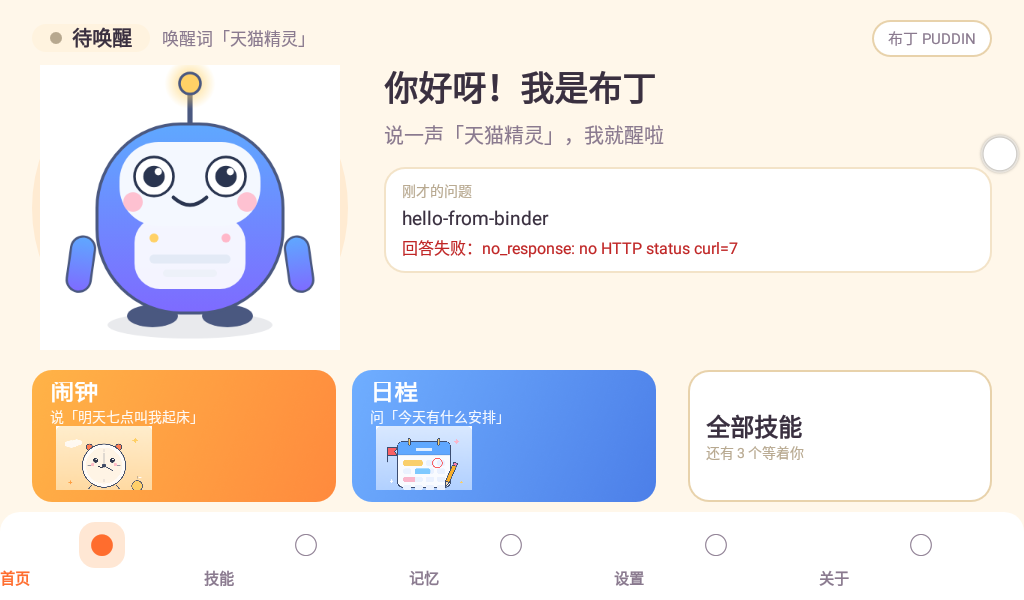 待唤醒
唤醒词「天猫精灵」
布丁 PUDDIN
你好呀！我是布丁
说一声「天猫精灵」，我就醒啦
刚才的问题
hello-from-binder
回答失败：no_response: no HTTP status curl=7
闹钟
说「明天七点叫我起床」
日程
问「今天有什么安排」
全部技能
还有 3 个等着你
首页
技能
记忆
设置
关于